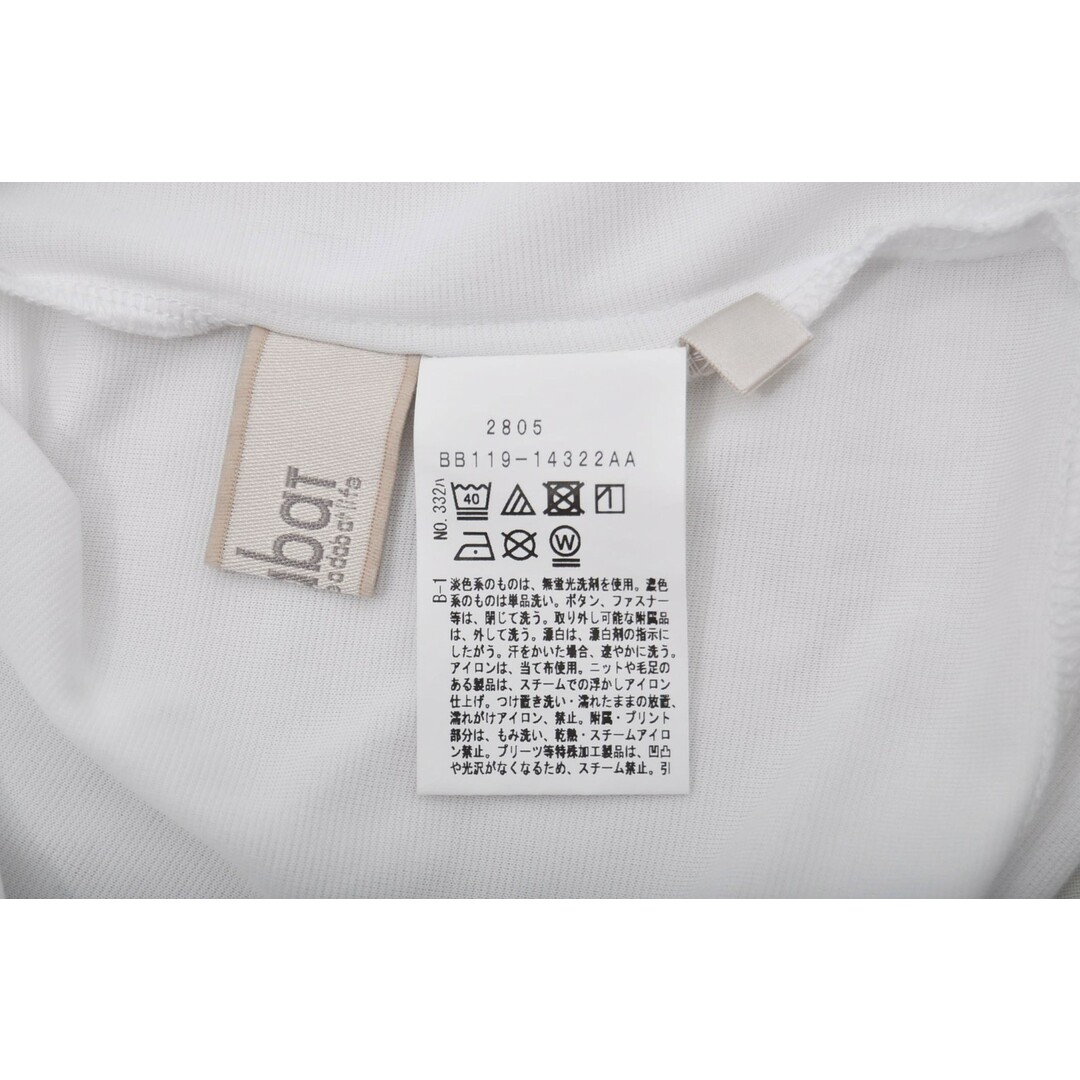 2805
BB119-14322AA
NO.332ハ
40
W
B-1
淡色系のものは、無蛍光洗剤を使用。濃色
系のものは単品洗い。ボタン、ファスナー
等は、閉じて洗う。取り外し可能な附属品
は、外して洗う。漂白は、漂白剤の指示に
したがう。汗をかいた場合、速やかに洗う。
アイロンは、当て布使用。ニットや毛足の
ある製品は、スチームでの浮かしアイロン
仕上げ。つけ置き洗い・濡れたままの放置、
濡れがけアイロン、禁止。附属・プリント
部分は、もみ洗い、乾熱・スチームアイロ
ン禁止。プリーツ等特殊加工製品は、凹凸
や光沢がなくなるため、スチーム禁止。引
bat
adabat life